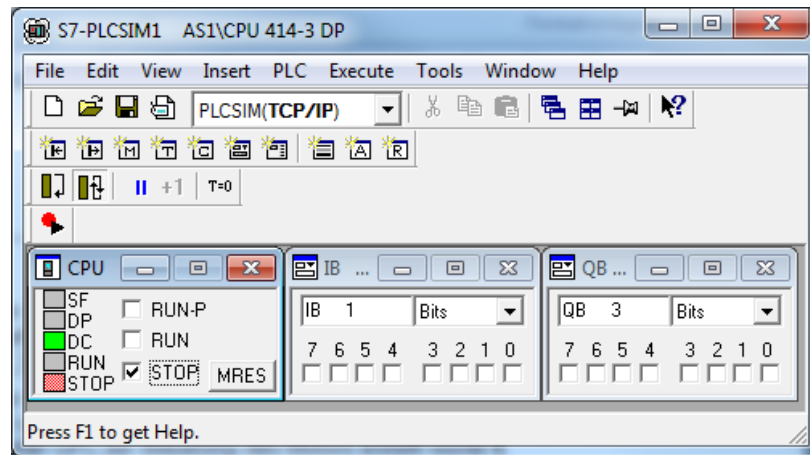 S7-PLCSIM1 AS1\CPU 414-3 DP
File Edit View Insert PLC Execute Tools Window Help
PLCSIM(TCP/IP)
+1 T=0
CPU
SF
DP
DC
RUN
STOP
RUN-P
RUN
STOP MRES
IB ...
IB 1 Bits
7 6 5 4 3 2 1 0
QB ...
QB 3 Bits
7 6 5 4 3 2 1 0
Press F1 to get Help.